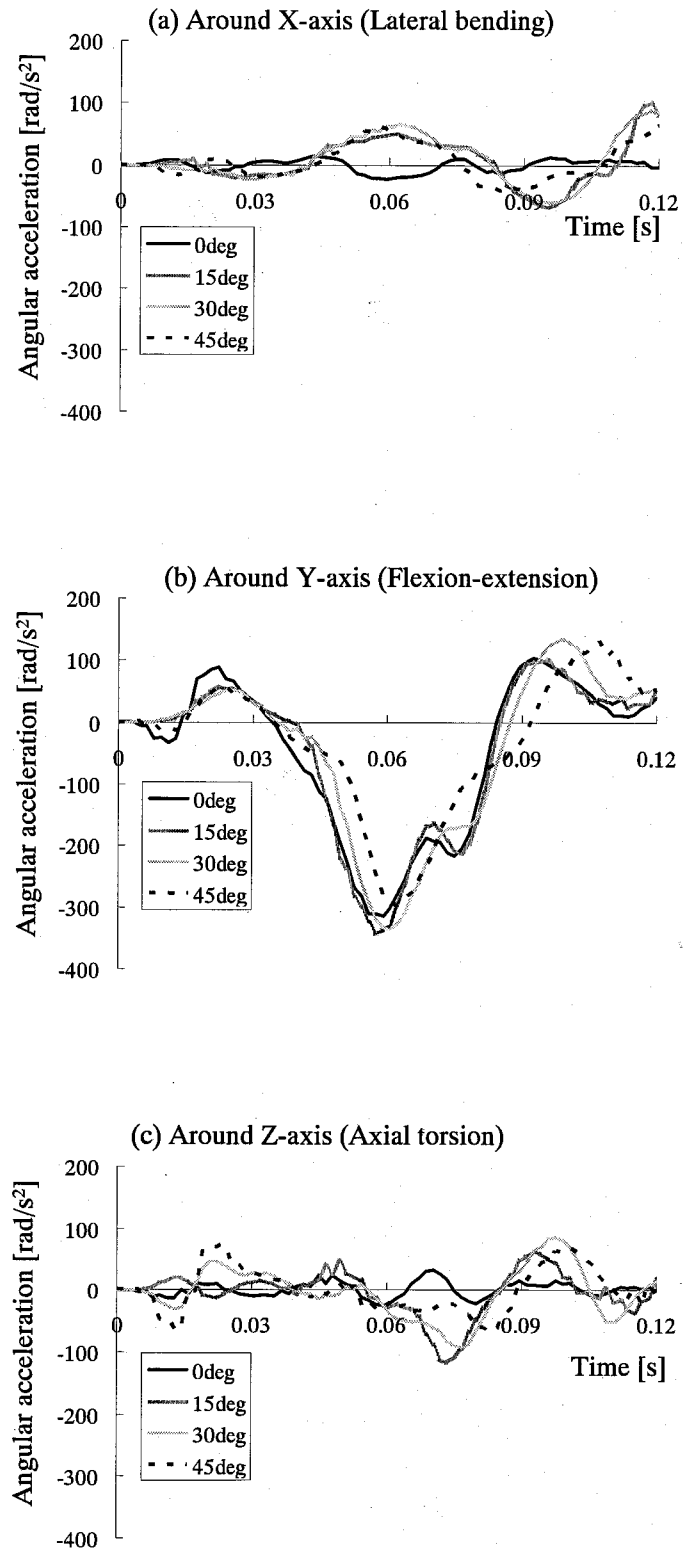 (a) Around X-axis (Lateral bending)
Angular acceleration [rad/s²]
200
100
0
-100
-200
-300
-400
0
0.03
0.06
0.09
0.12
Time [s]
0deg
15deg
30deg
45deg
(b) Around Y-axis (Flexion-extension)
Angular acceleration [rad/s²]
200
100
0
-100
-200
-300
-400
0
0.03
0.06
0.09
0.12
0deg
15deg
30deg
45deg
(c) Around Z-axis (Axial torsion)
Angular acceleration [rad/s²]
200
100
0
-100
-200
-300
-400
0
0.03
0.06
0.09
0.12
Time [s]
0deg
15deg
30deg
45deg